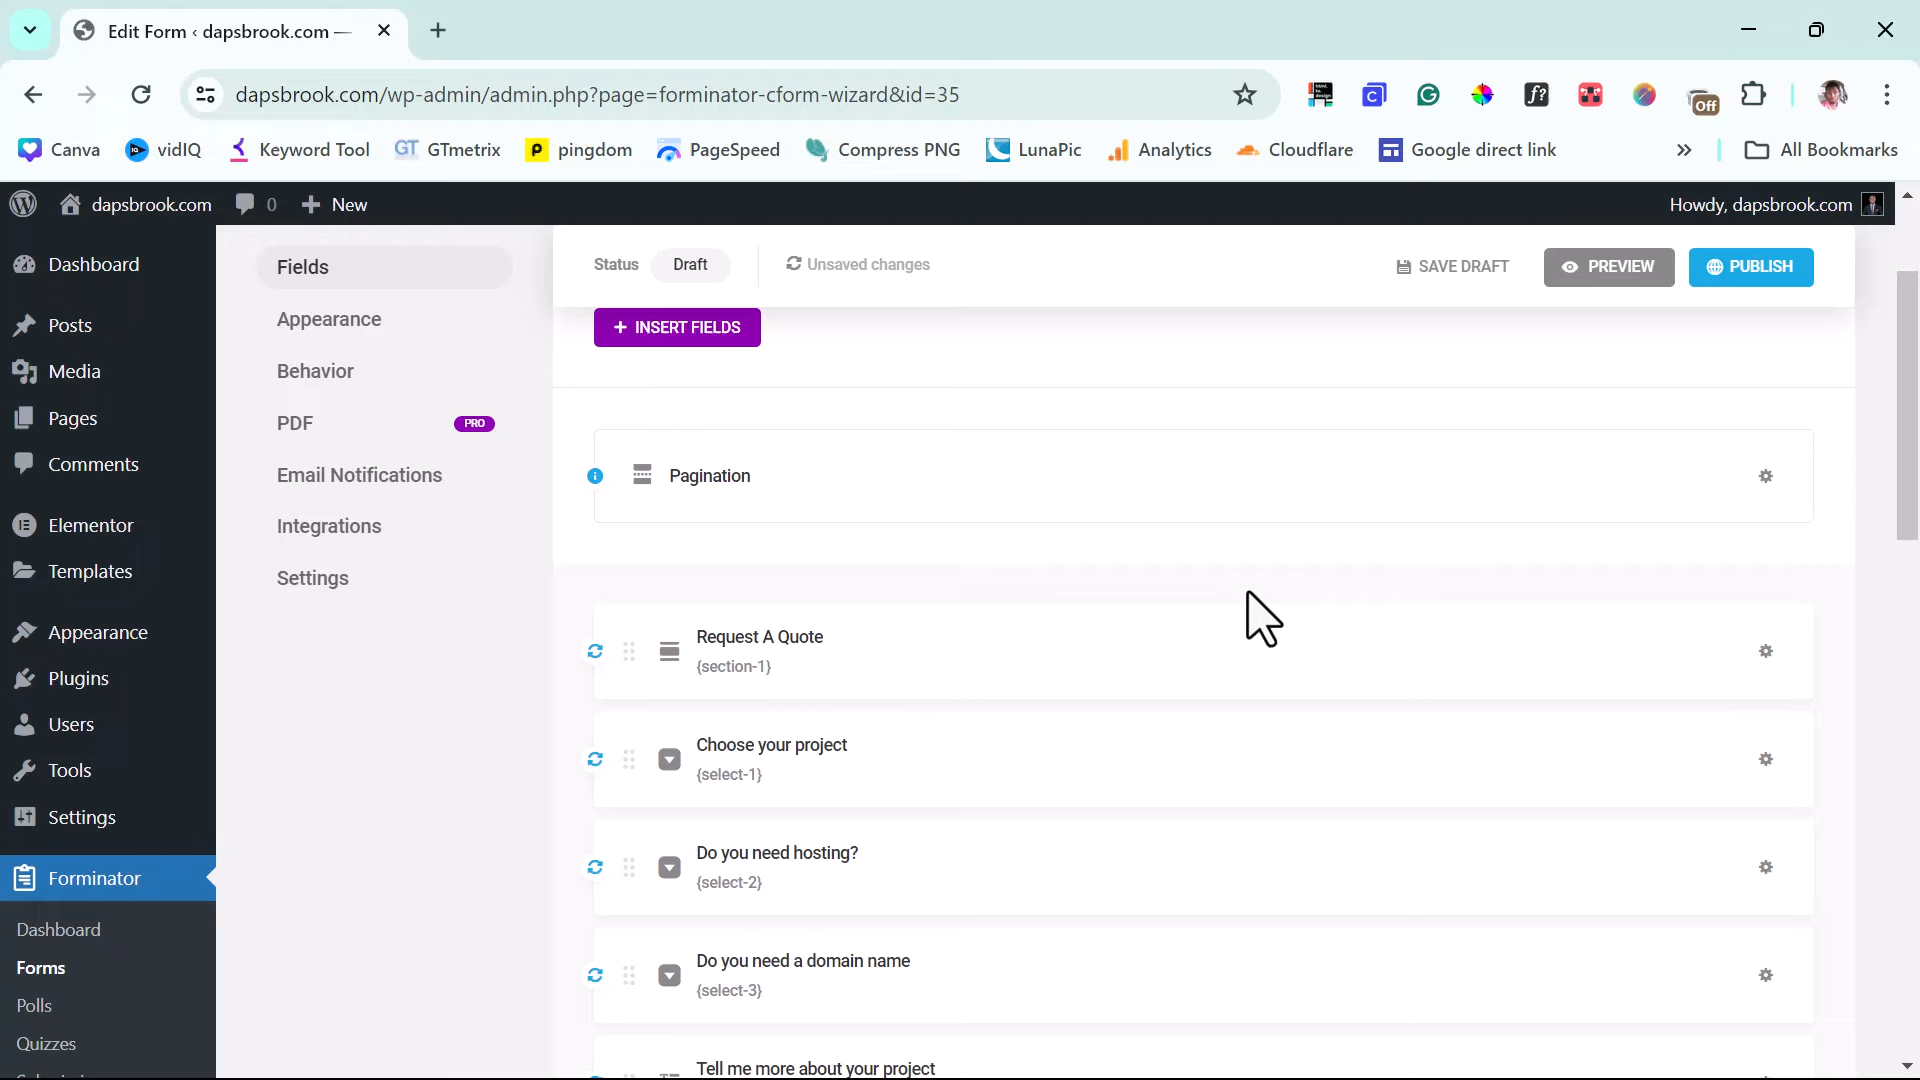 Edit Form ‹ dapsbrook.com —
dapsbrook.com/wp-admin/admin.php?page=forminator-cform-wizard&id=35
Off
Canva
vidIQ
Keyword Tool
GT GTmetrix
pingdom
PageSpeed
Compress PNG
LunaPic
Analytics
Cloudflare
Google direct link
All Bookmarks
dapsbrook.com
0
New
Howdy, dapsbrook.com
Dashboard
Posts
Media
Pages
Comments
Elementor
Templates
Appearance
Plugins
Users
Tools
Settings
Forminator
Dashboard
Forms
Polls
Quizzes
Fields
Appearance
Behavior
PDF PRO
Email Notifications
Integrations
Settings
Status Draft Unsaved changes
SAVE DRAFT
PREVIEW
PUBLISH
+ INSERT FIELDS
Pagination
Request A Quote
{section-1}
Choose your project
{select-1}
Do you need hosting?
{select-2}
Do you need a domain name
{select-3}
Tell me more about your project